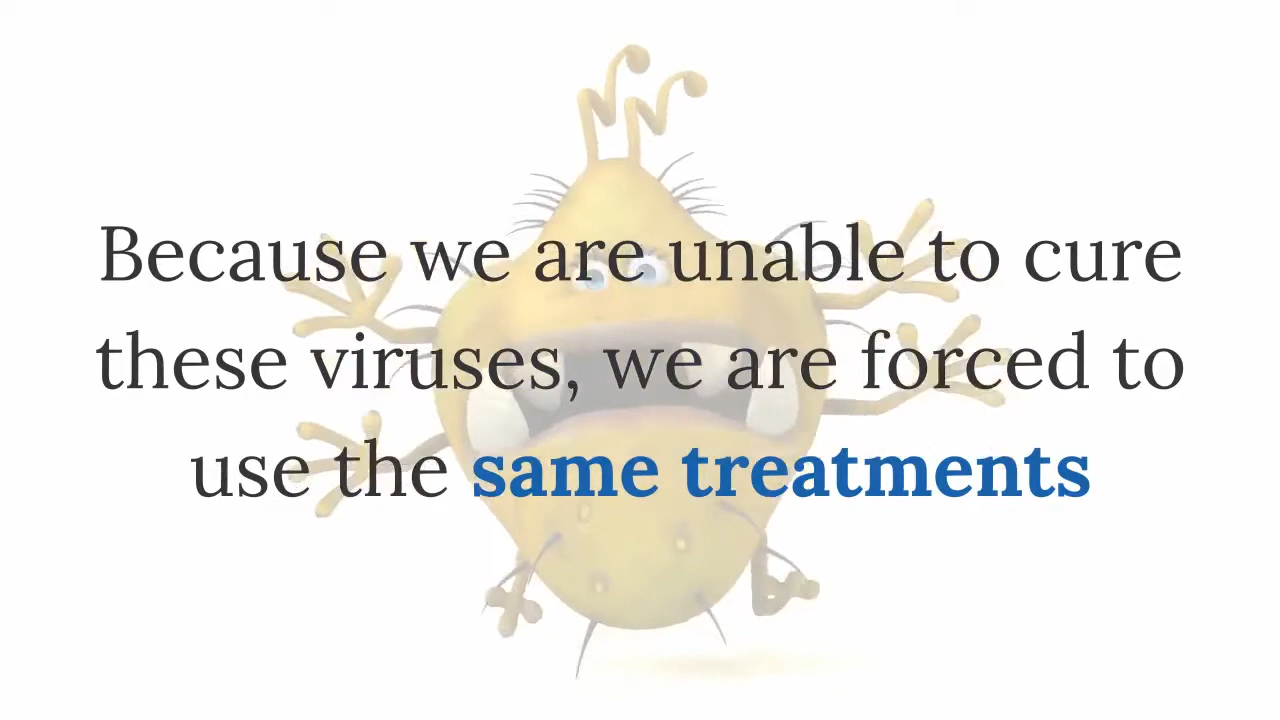 Because we are unable to cure
these viruses, we are forced to
use the same treatments